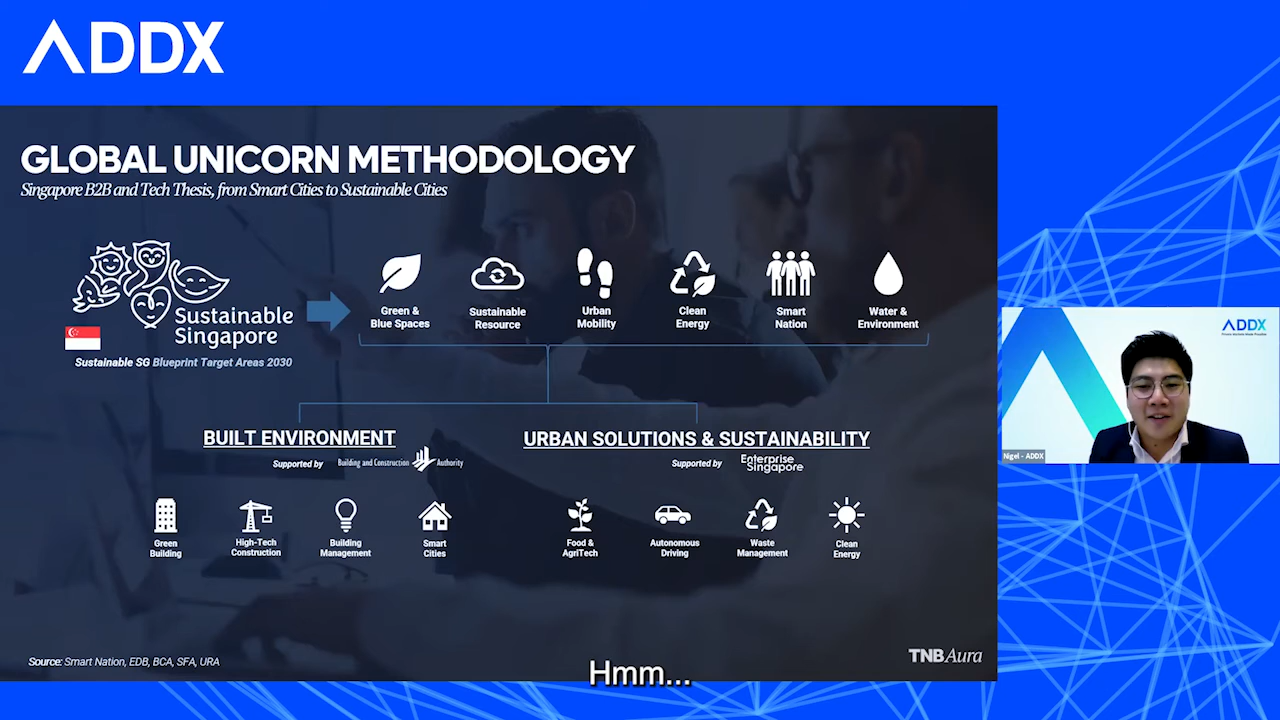 ADDX
GLOBAL UNICORN METHODOLOGY
Singapore B2B and Tech Thesis, from Smart Cities to Sustainable Cities
Sustainable
Singapore
Sustainable SG Blueprint Target Areas 2030
Green &
Blue Spaces
Sustainable
Resource
Urban
Mobility
Clean
Energy
Smart
Nation
Water &
Environment
BUILT ENVIRONMENT
Supported by
Building and Construction Authority
URBAN SOLUTIONS & SUSTAINABILITY
Supported by
Enterprise
Singapore
Green
Building
High-Tech
Construction
Building
Management
Smart
Cities
Food &
AgriTech
Autonomous
Driving
Waste
Management
Clean
Energy
Source: Smart Nation, EDB, BCA, SFA, URA
TNB Aura
Hmm...
ADDX
Nigel - ADDX